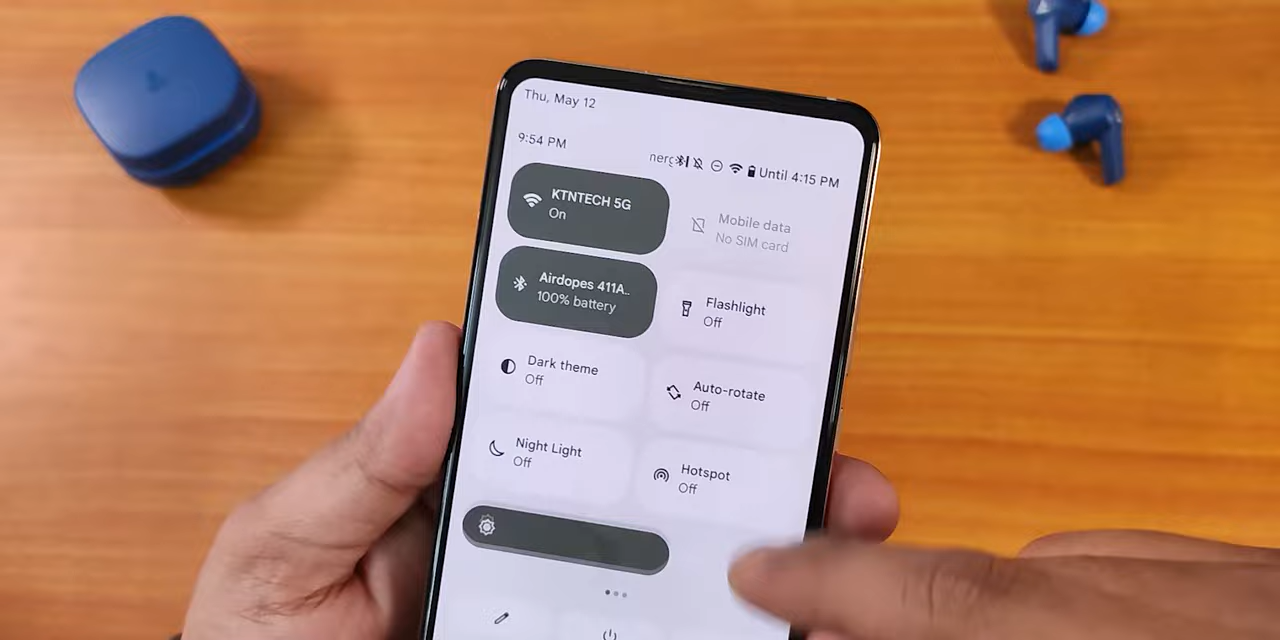 Thu, May 12
9:54 PM
Until 4:15 PM
KTNTECH 5G
On
Mobile data
No SIM card
Airdopes 411A..
100% battery
Flashlight
Off
Dark theme
Off
Auto-rotate
Off
Night Light
Off
Hotspot
Off